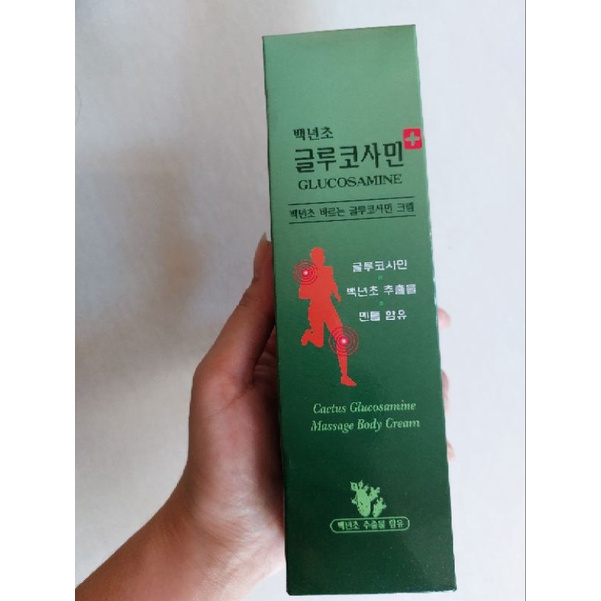 백년초
글루코사민
GLUCOSAMINE
백년초 바르는 글루코사민 크림
글루코사민
백년초 추출물
멘톨 함유
Cactus Glucosamine
Massage Body Cream
백년초 추출물 함유